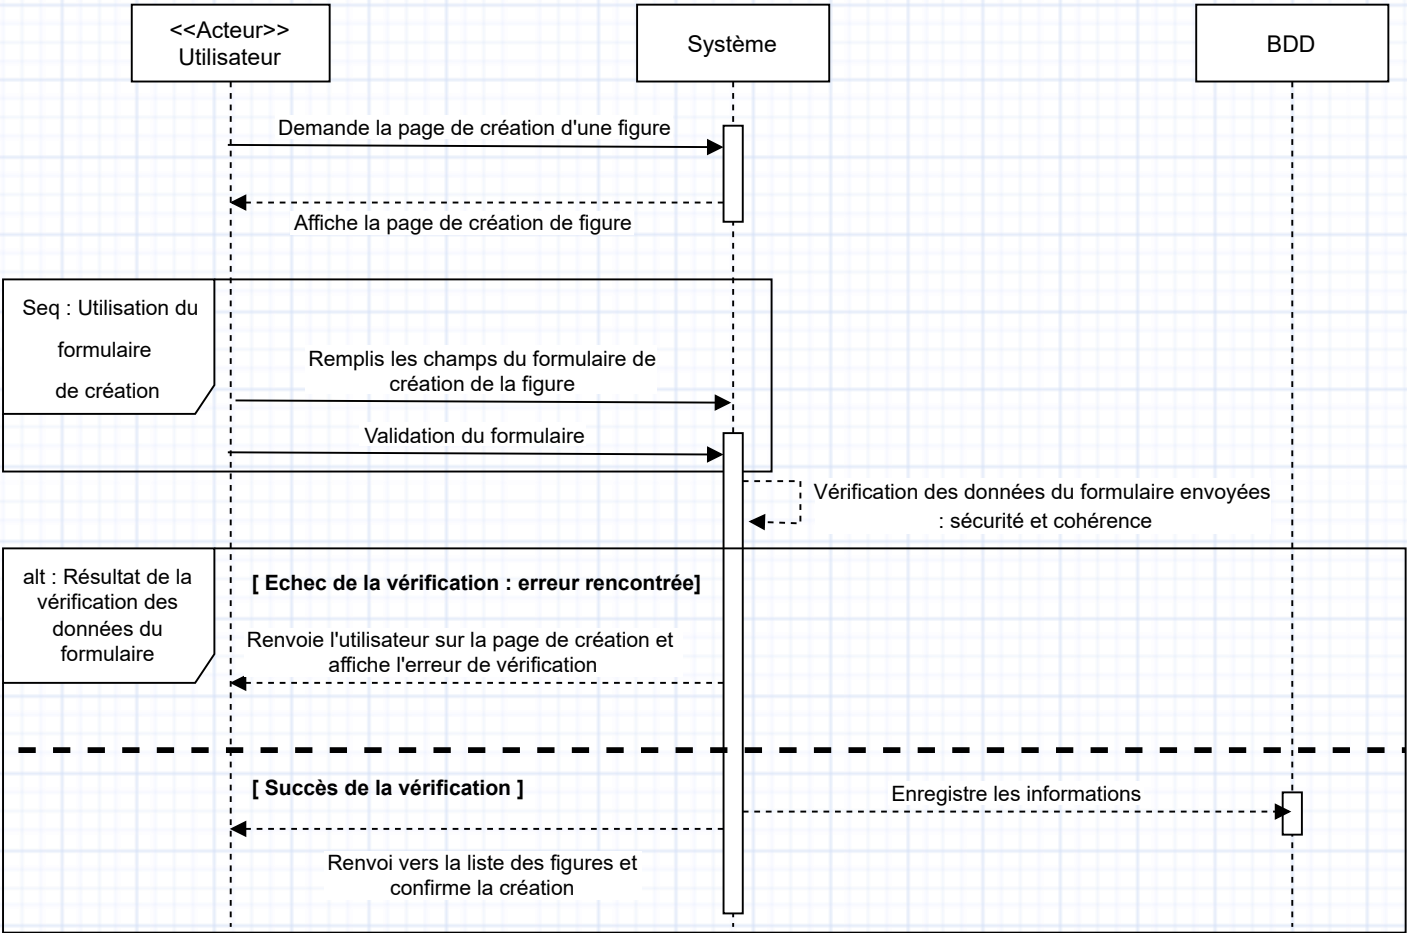 <<Acteur>>
Utilisateur
Système
BDD
Demande la page de création d'une figure
Affiche la page de création de figure
Seq : Utilisation du
formulaire
de création
Remplis les champs du formulaire de
création de la figure
Validation du formulaire
Vérification des données du formulaire envoyées
: sécurité et cohérence
alt : Résultat de la
vérification des
données du
formulaire
[ Echec de la vérification : erreur rencontrée]
Renvoie l'utilisateur sur la page de création et
affiche l'erreur de vérification
[ Succès de la vérification ]
Enregistre les informations
Renvoi vers la liste des figures et
confirme la création